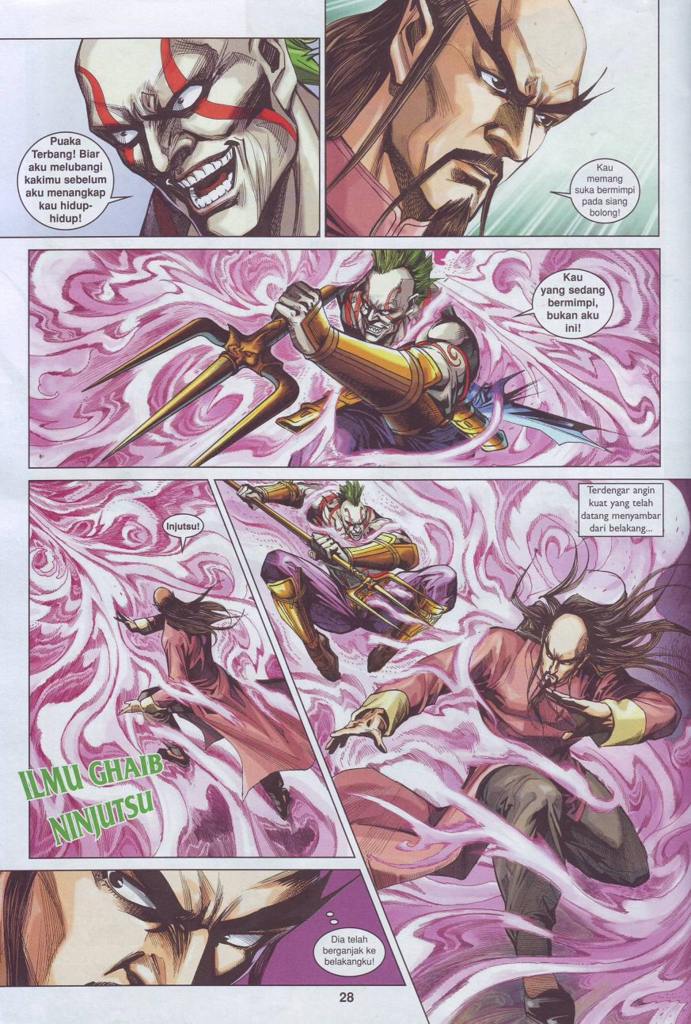 Puaka
Terbang! Biar
aku melubangi
kakimu sebelum
aku menangkap
kau hidup-
hidup!
Kau
memang
suka bermimpi
pada siang
bolong!
Kau
yang sedang
bermimpi,
bukan aku
ini!
Injutsu!
ILMU GHAIB
NINJUTSU
Terdengar angin
kuat yang telah
datang menyambar
dari belakang...
Dia telah
berganjak ke
belakangku!
28